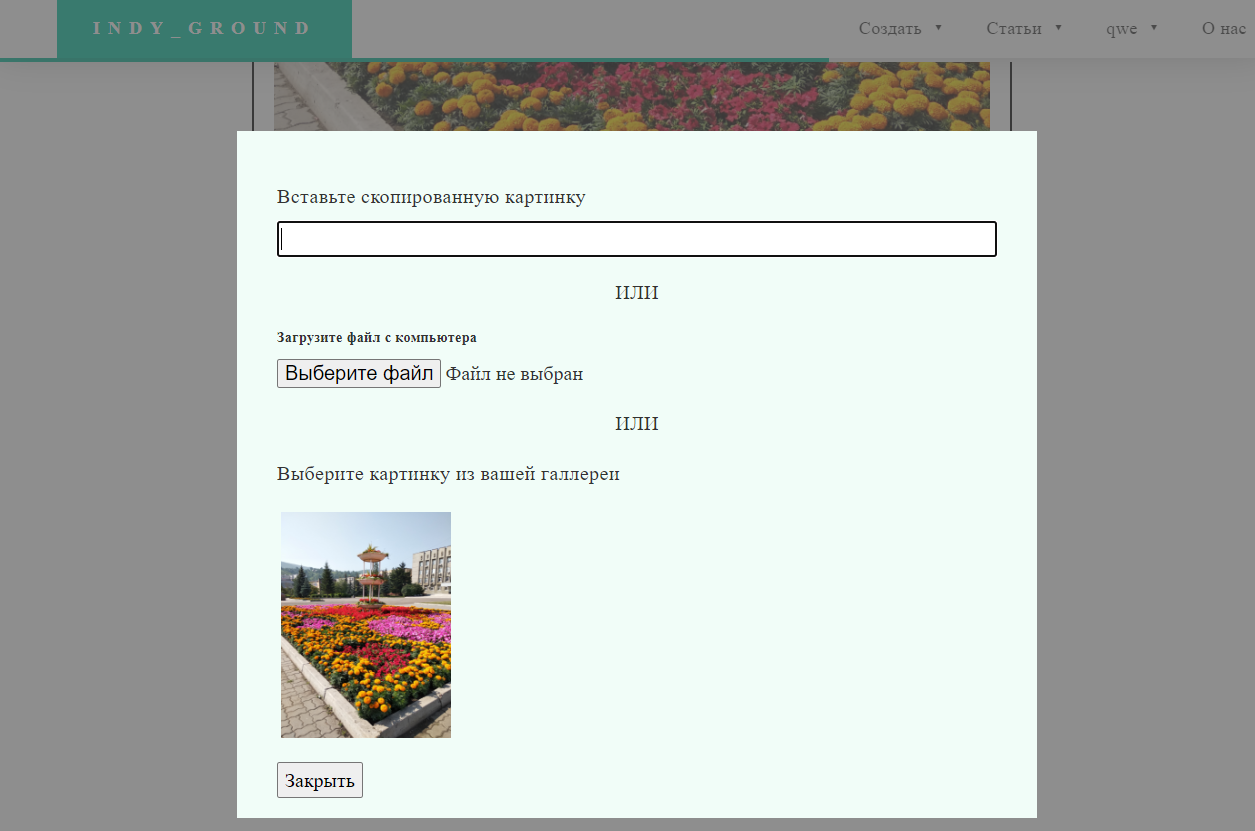 INDY_GROUND Создать ▼ Статьи ▼ qwe ▼ О нас
Вставьте скопированную картинку
ИЛИ
Загрузите файл с компьютера
Выберите файл Файл не выбран
ИЛИ
Выберите картинку из вашей галлереи
Закрыть